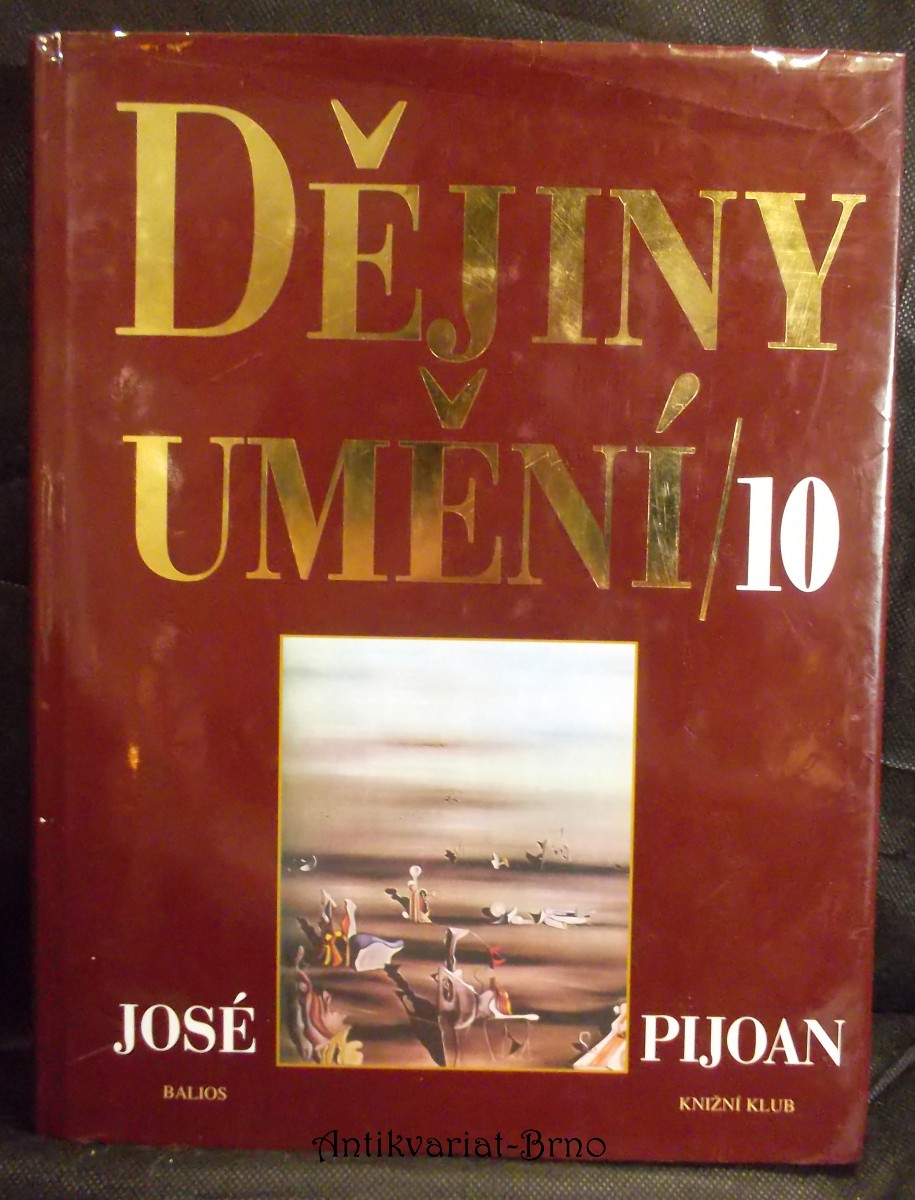 DĚJINY
UMĚNÍ/10
JOSÉ PIJOAN
BALIOS KNIŽNÍ KLUB
Antikvariat-Brno